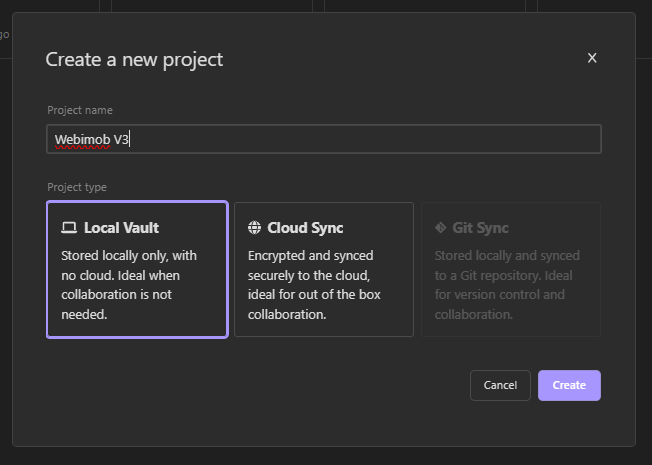 go
Create a new project
X
Project name
Webimob V3
Project type
Local Vault
Stored locally only, with
no cloud. Ideal when
collaboration is not
needed.
Cloud Sync
Encrypted and synced
securely to the cloud,
ideal for out of the box
collaboration.
Git Sync
Stored locally and synced
to a Git repository. Ideal
for version control and
collaboration.
Cancel
Create